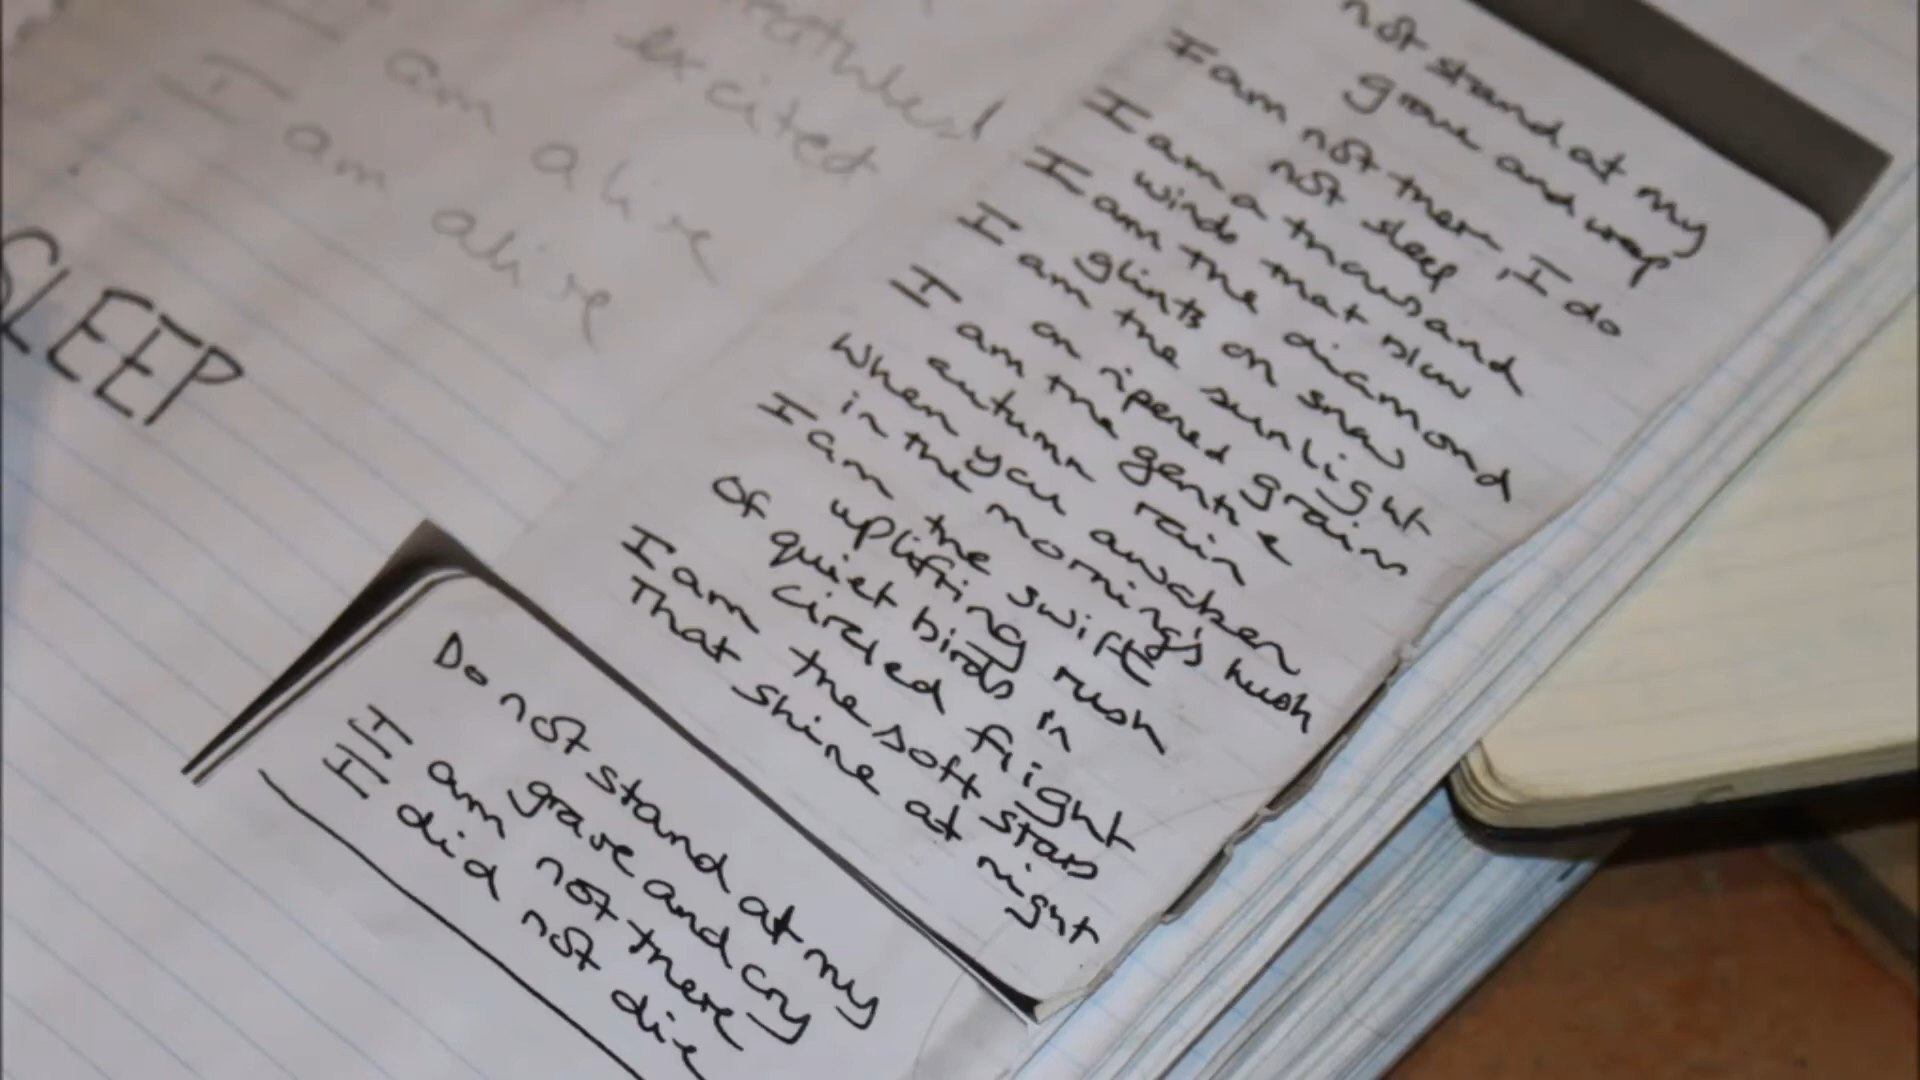 excited
I am alive
I am alive
SLEEP
not stand at my
grave and weep
I am not there, I do
not sleep
I am a thousand
winds that blow
I am the diamond
glints on snow
I am the sunlight
on ripened grain
I am the gentle
autumn rain
When you awaken
in the morning's hush
I am the swift
uplifting rush
of quiet birds in
circled flight
I am the soft stars
That shine at night
Do not stand at my
grave and cry
I am not there
I did not die